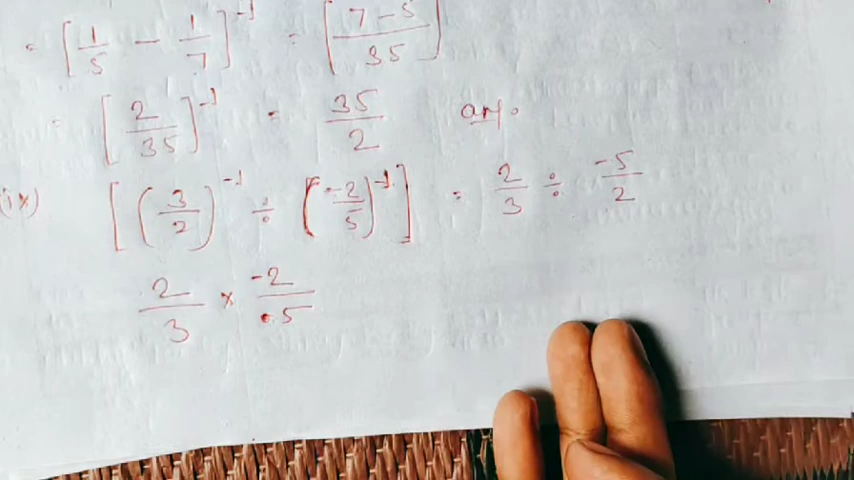 = [1/5 - 1/7]⁻¹ = [7-5/35]
= [2/35]⁻¹ = 35/2 ans.
(ix) [(3/2)⁻¹ ÷ (-2/5)⁻¹] = 2/3 ÷ -5/2
2/3 × -2/5